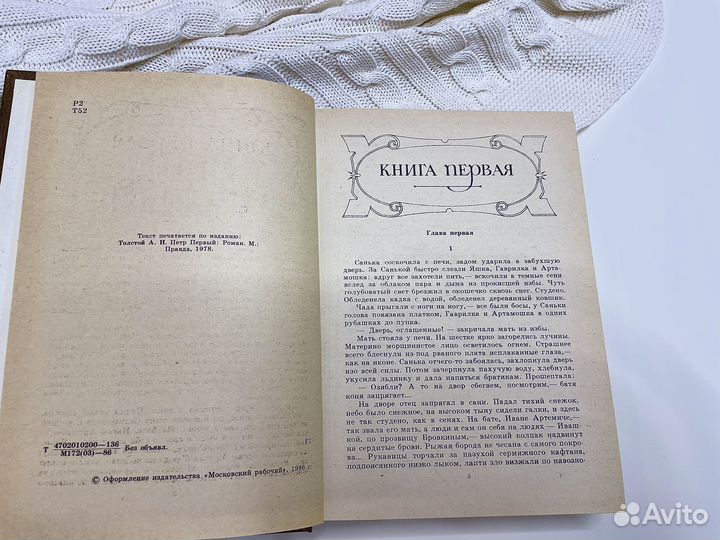 Р2
Т52
Текст печатается по изданию:
Толстой А. Н. Петр Первый: Роман. М.:
Правда, 1978.
Т 4702010200—136 Без объявл.
М172(03)—86
© Оформление издательства «Московский рабочий», 1986 г.
КНИГА ПЕРВАЯ
Глава первая
1
Санька соскочила с печи, задом ударила в забухшую
дверь. За Санькой быстро слезли Яшка, Гаврилка и Арта-
мошка: вдруг все захотели пить,— вскочили в темные сени
вслед за облаком пара и дыма из прокисшей избы. Чуть
голубоватый свет брезжил в окошечко сквозь снег. Студено.
Обледенела кадка с водой, обледенел деревянный ковшик.
Чада прыгали с ноги на ногу,— все были босы, у Саньки
голова повязана платком, Гаврилка и Артамошка в одних
рубашках до пупка.
— Дверь, оглашенные! — закричала мать из избы.
Мать стояла у печи. На шестке ярко загорелись лучины.
Материно морщинистое лицо осветилось огнем. Страшнее
всего блеснули из-под рваного плата исплаканные глаза,—
как на иконе. Санька отчего-то забоялась, захлопнула дверь
изо всей силы. Потом зачерпнула пахучую воду, хлебнула,
укусила льдинку и дала напиться братикам. Прошептала:
— Озябли? А то на двор сбегаем, посмотрим,— батя
коня запрягает...
На дворе отец запрягал в сани. Падал тихий снежок,
небо было снежное, на высоком тыну сидели галки, и здесь
не так студено, как в сенях. На бате, Иване Артемиче,—
так звала его мать, а люди и сам он себя на людях — Иваш-
кой, по прозвищу Бровкиным,— высокий колпак надвинут
на сердитые брови. Рыжая борода не чесана с самого покро-
ва... Рукавицы торчали за пазухой сермяжного кафтана,
подпоясанного низко лыком, лапти зло визжали по навозно-
3
Avito